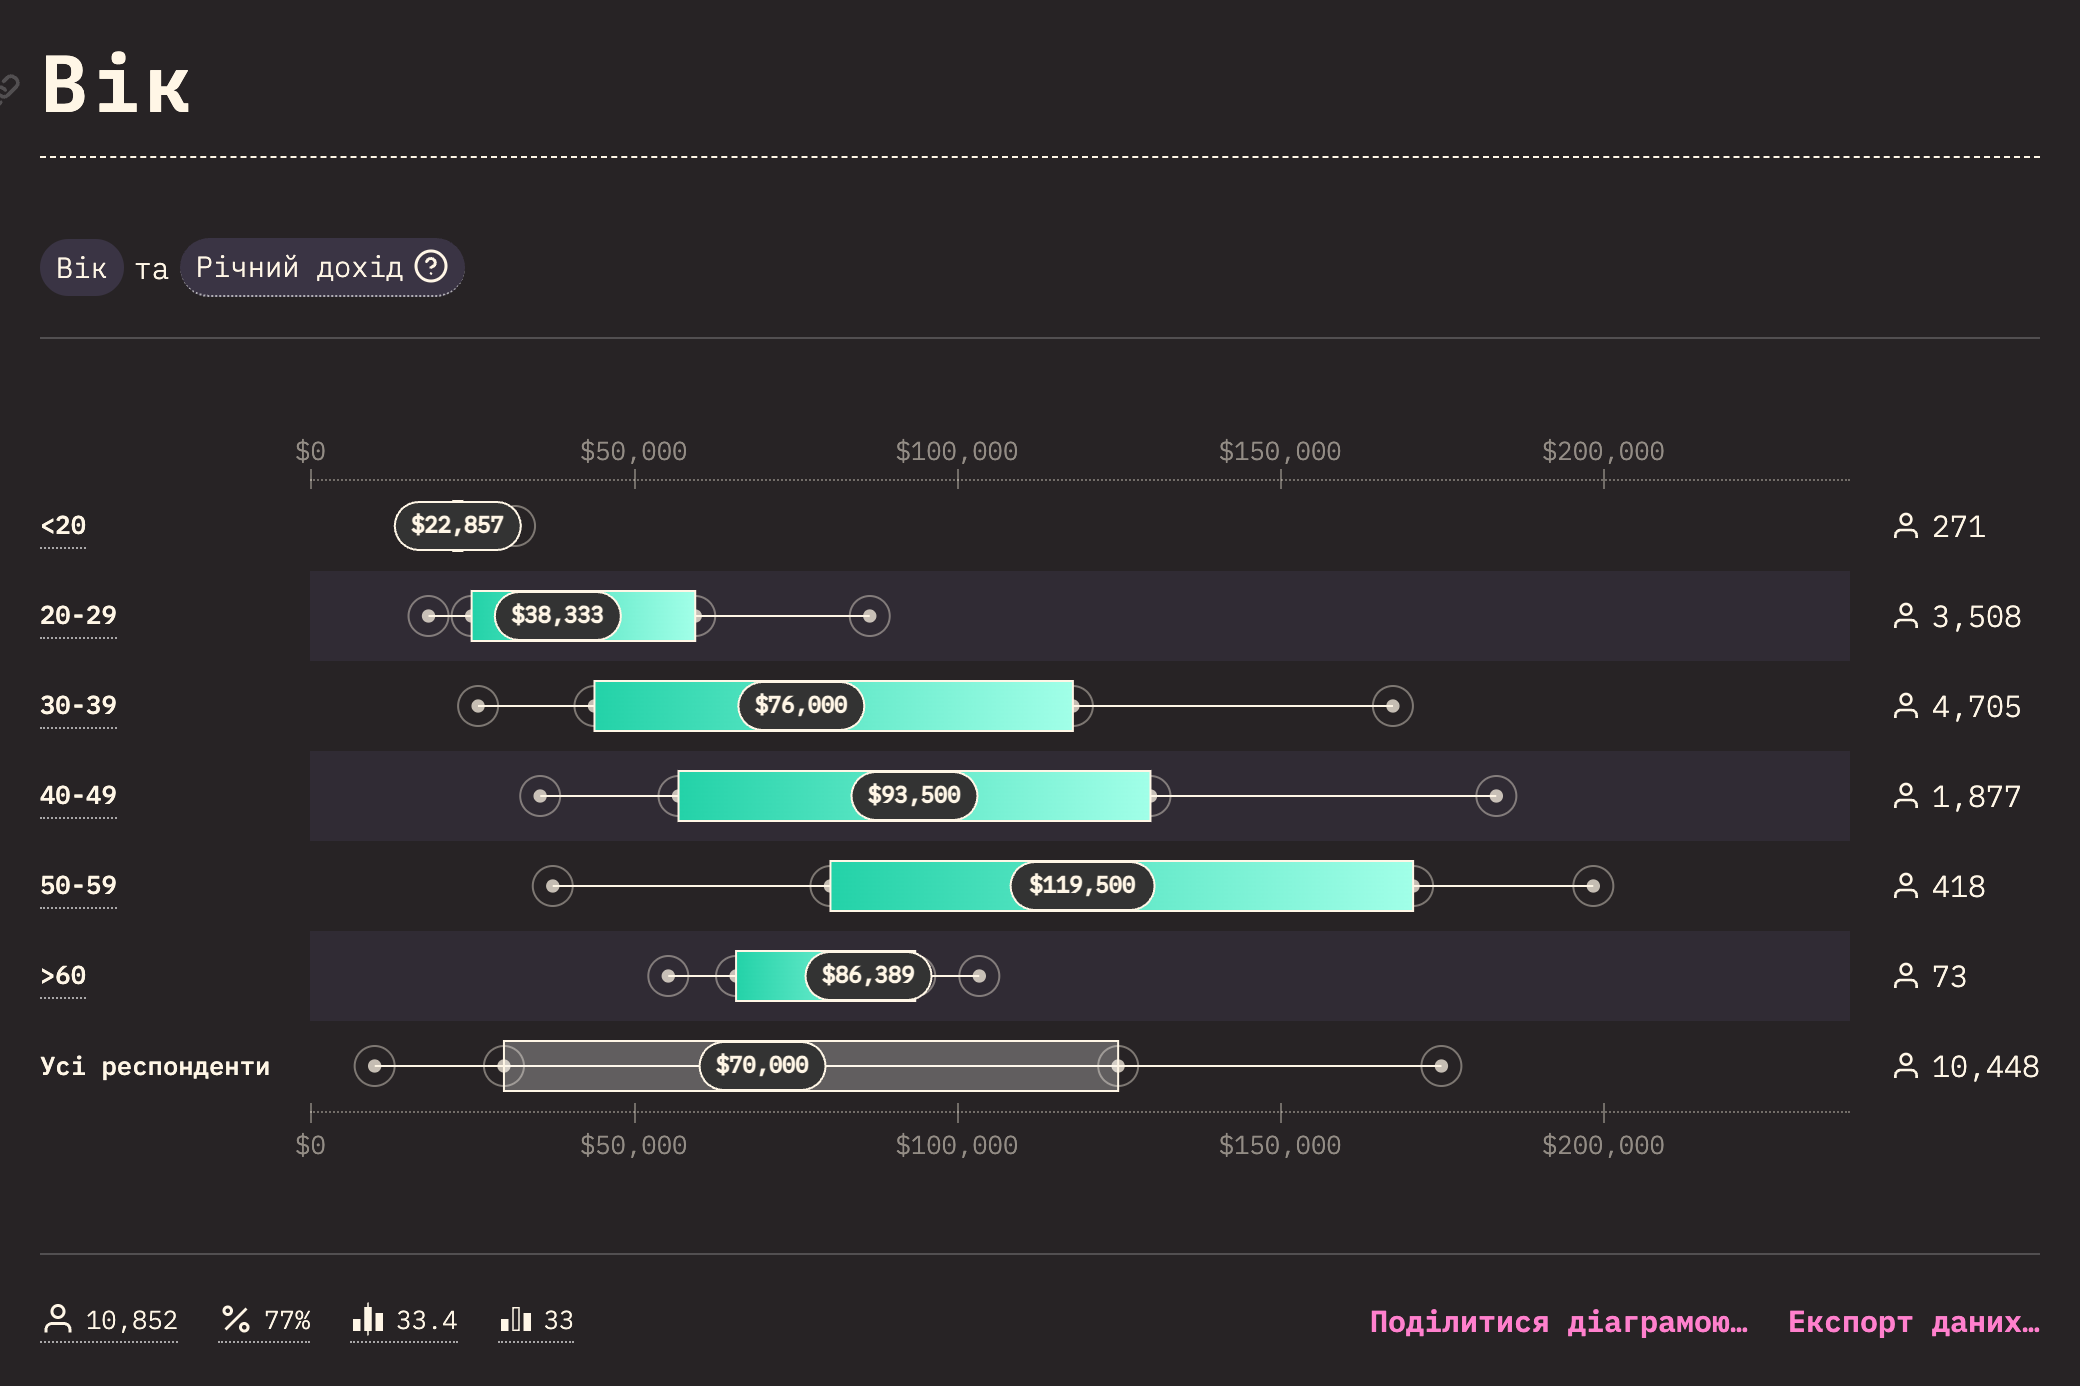 Вік
Вік та Річний дохід ?
$0 $50,000 $100,000 $150,000 $200,000
<20 $22,857 271
20-29 $38,333 3,508
30-39 $76,000 4,705
40-49 $93,500 1,877
50-59 $119,500 418
>60 $86,389 73
Усі респонденти $70,000 10,448
$0 $50,000 $100,000 $150,000 $200,000
10,852 77% 33.4 33 Поділитися діаграмою… Експорт даних…